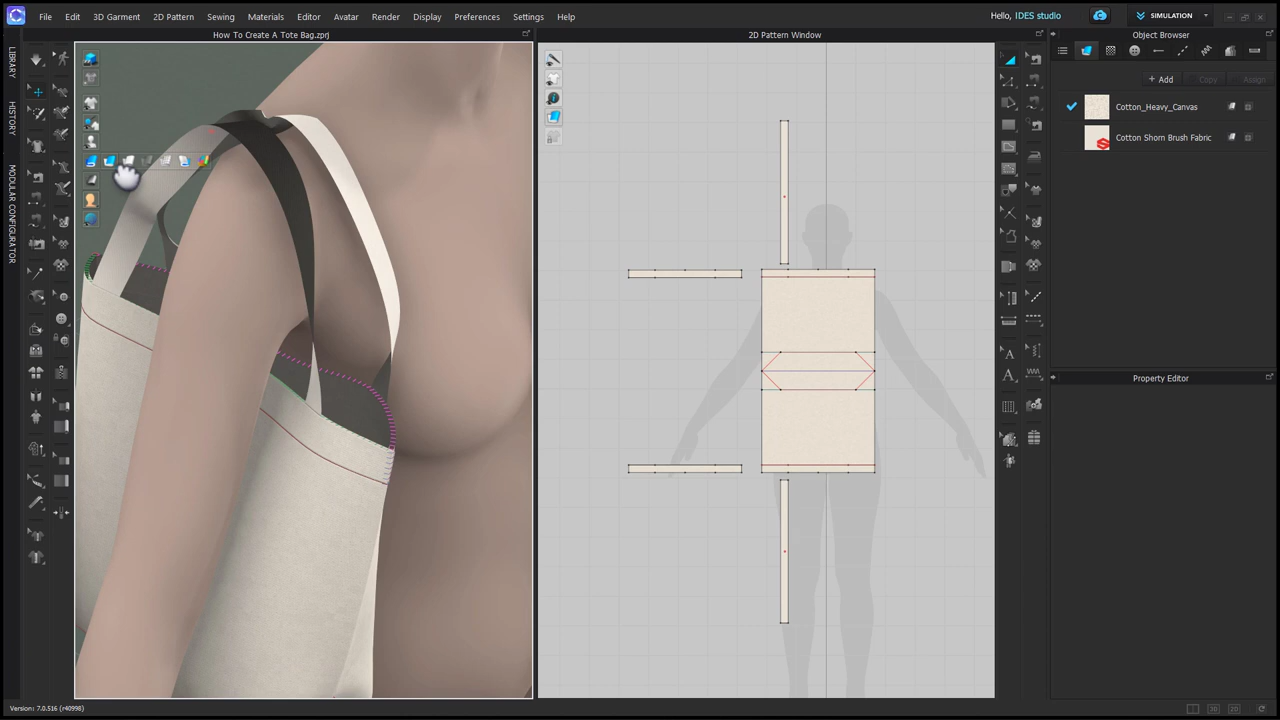 File Edit 3D Garment 2D Pattern Sewing Materials Editor Avatar Render Display Preferences Settings Help
Hello, IDES studio
SIMULATION
How To Create A Tote Bag.zprj
2D Pattern Window
Object Browser
LIBRARY
HISTORY
MODULAR CONFIGURATOR
+ Add Copy Assign
Cotton_Heavy_Canvas
Cotton Shorn Brush Fabric
Property Editor
Version: 7.0.516 (r40998)
3D 2D